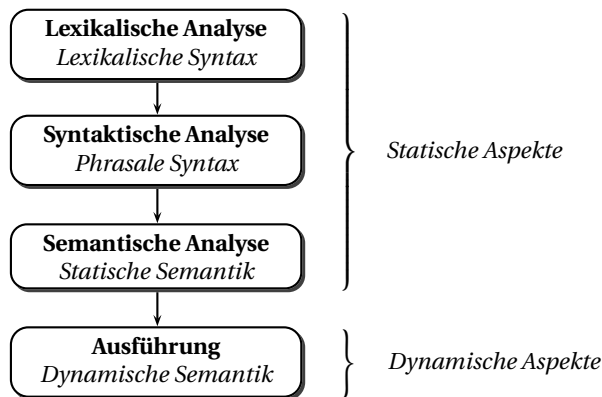 Lexikalische Analyse
Lexikalische Syntax
Syntaktische Analyse
Phrasale Syntax
Statische Aspekte
Semantische Analyse
Statische Semantik
Ausführung
Dynamische Semantik
Dynamische Aspekte